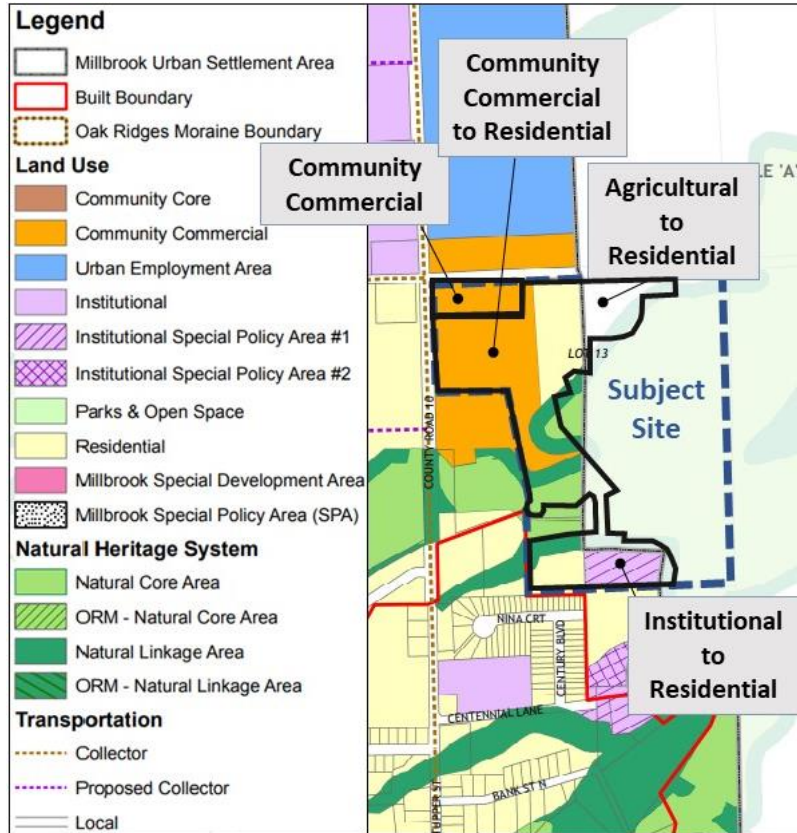 Legend
Millbrook Urban Settlement Area
Built Boundary
Oak Ridges Moraine Boundary
Land Use
Community Core
Community Commercial
Urban Employment Area
Institutional
Institutional Special Policy Area #1
Institutional Special Policy Area #2
Parks & Open Space
Residential
Millbrook Special Development Area
Millbrook Special Policy Area (SPA)
Natural Heritage System
Natural Core Area
ORM - Natural Core Area
Natural Linkage Area
ORM - Natural Linkage Area
Transportation
Collector
Proposed Collector
Local
Community
Commercial
to Residential
Community
Commercial
LE 'A'
Agricultural
to
Residential
LOT 13
Subject
Site
COUNTY ROAD 10
Institutional
to
Residential
NINA CRT
CENTURY BLVD
CENTENNIAL LANE
BANK ST N
TUPPER ST